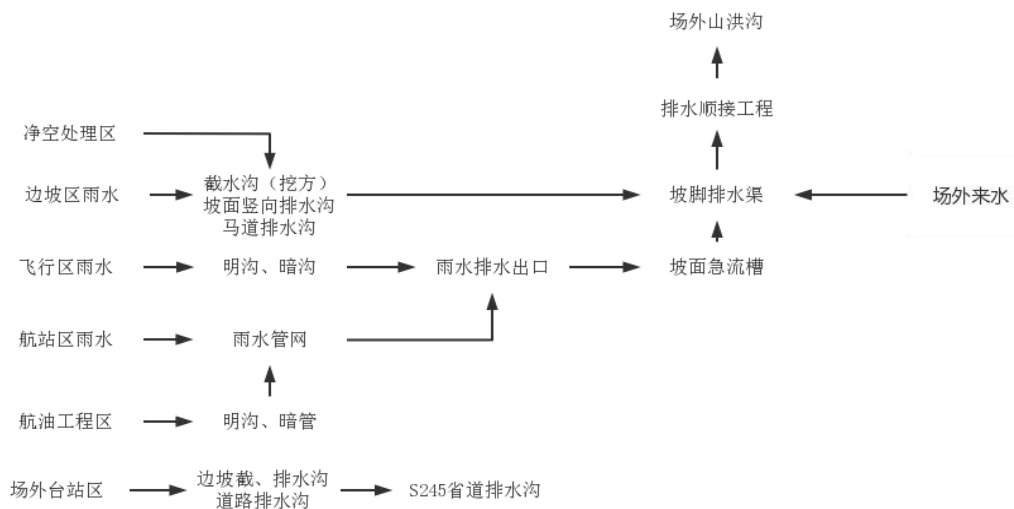 场外山洪沟
排水顺接工程
净空处理区
边坡区雨水
截水沟（挖方）
坡面竖向排水沟
马道排水沟
坡脚排水渠
场外来水
飞行区雨水
明沟、暗沟
雨水排水出口
坡面急流槽
航站区雨水
雨水管网
航油工程区
明沟、暗管
场外台站区
边坡截、排水沟
道路排水沟
S245省道排水沟